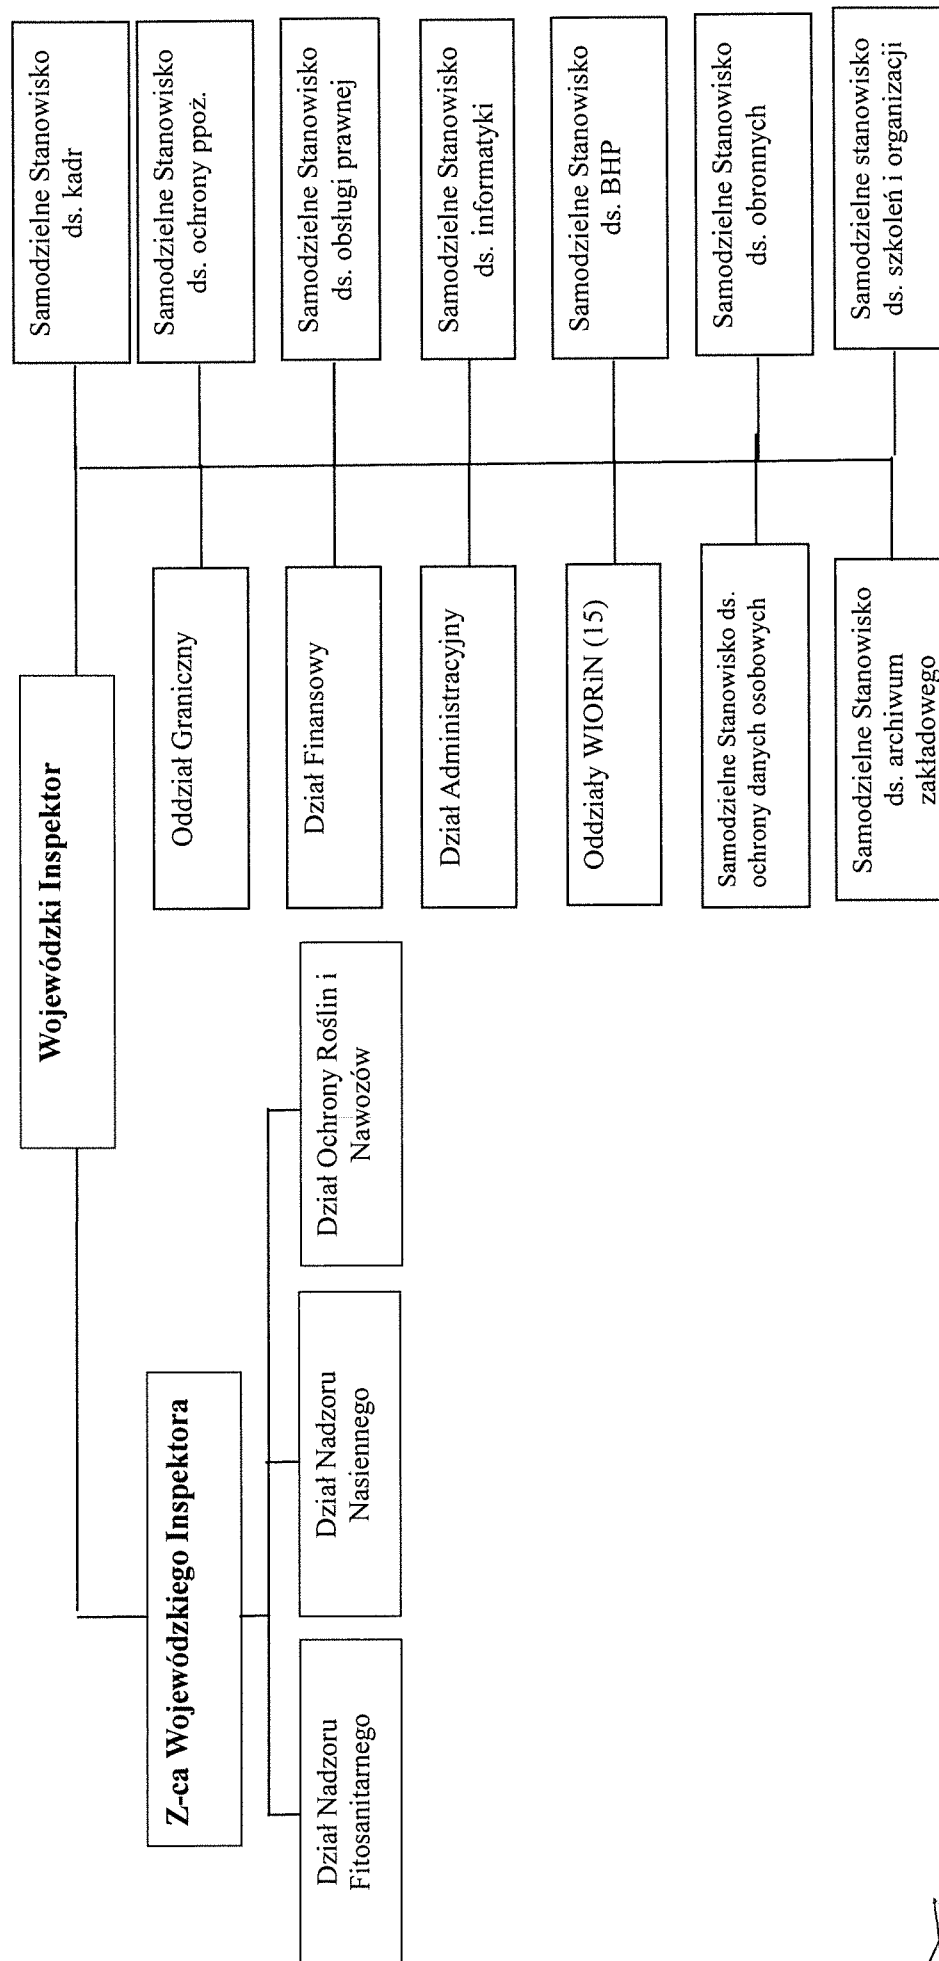 Wojewódzki Inspektor
Z-ca Wojewódzkiego Inspektora
Dział Nadzoru
Fitosanitarnego
Dział Nadzoru
Nasiennego
Dział Ochrony Roślin i
Nawozów
Oddział Graniczny
Dział Finansowy
Dział Administracyjny
Oddziały WIORiN (15)
Samodzielne Stanowisko ds.
ochrony danych osobowych
Samodzielne Stanowisko
ds. archiwum
zakładowego
Samodzielne Stanowisko
ds. kadr
Samodzielne Stanowisko
ds. ochrony ppoż.
Samodzielne Stanowisko
ds. obsługi prawnej
Samodzielne Stanowisko
ds. informatyki
Samodzielne Stanowisko
ds. BHP
Samodzielne Stanowisko
ds. obronnych
Samodzielne stanowisko
ds. szkoleń i organizacji